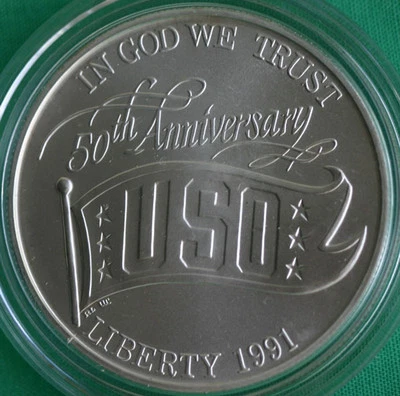 IN GOD WE TRUST
50th Anniversary
USO
LIBERTY 1991